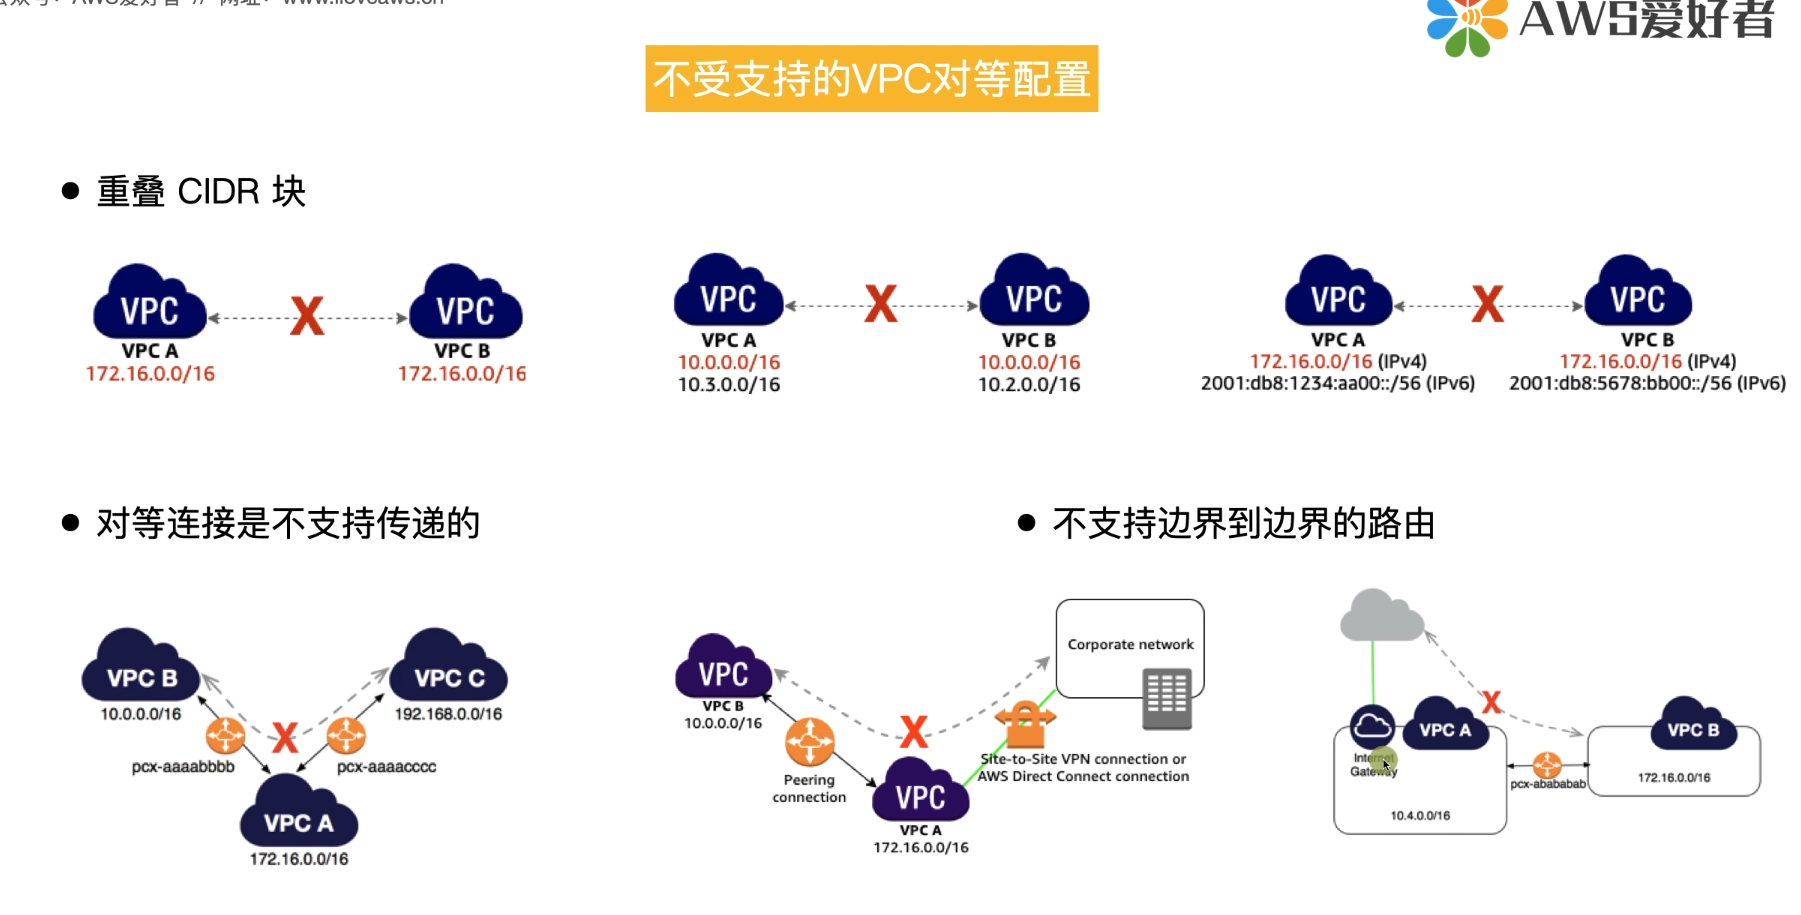 AWS爱好者 // 网址：www.iloveaws.cn
AWS爱好者
不受支持的VPC对等配置
● 重叠 CIDR 块
VPC
X
VPC
VPC A
VPC B
172.16.0.0/16
172.16.0.0/16
VPC
X
VPC
VPC A
VPC B
10.0.0.0/16
10.0.0.0/16
10.3.0.0/16
10.2.0.0/16
VPC
X
VPC
VPC A
VPC B
172.16.0.0/16 (IPv4)
172.16.0.0/16 (IPv4)
2001:db8:1234:aa00::/56 (IPv6)
2001:db8:5678:bb00::/56 (IPv6)
● 对等连接是不支持传递的
VPC B
VPC C
10.0.0.0/16
192.168.0.0/16
X
pcx-aaaabbbb
pcx-aaaacccc
VPC A
172.16.0.0/16
● 不支持边界到边界的路由
Corporate network
VPC
VPC B
10.0.0.0/16
X
Site-to-Site VPN connection or
AWS Direct Connect connection
Peering
connection
VPC
VPC A
172.16.0.0/16
X
VPC A
VPC B
Internet
Gateway
172.16.0.0/16
pcx-abababab
10.4.0.0/16